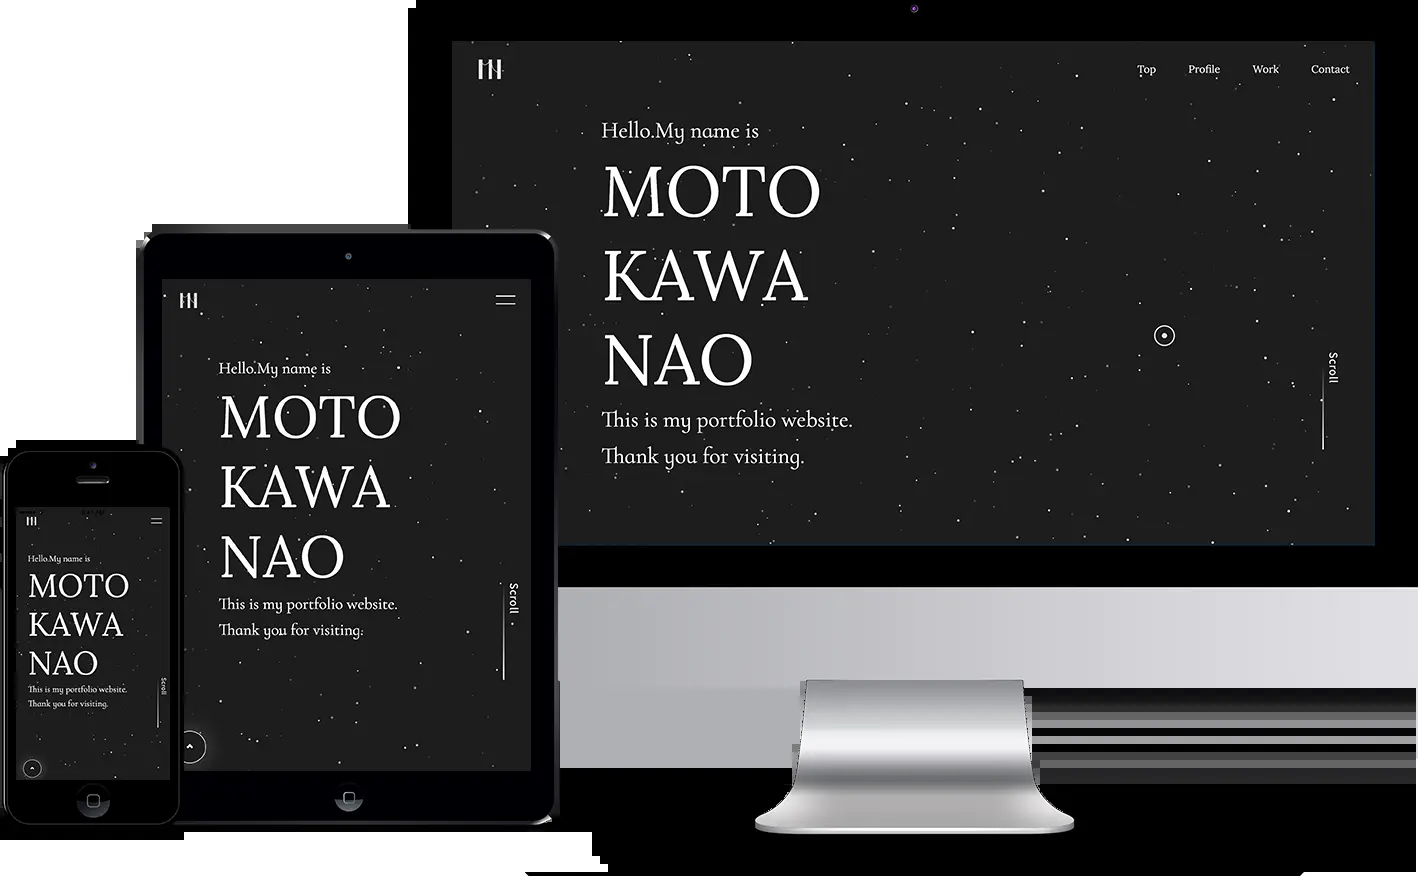 Top Profile Work Contact
Hello.My name is
MOTO
KAWA
NAO
This is my portfolio website.
Thank you for visiting.
Scroll
Hello.My name is
MOTO
KAWA
NAO
This is my portfolio website.
Thank you for visiting.
Scroll
Hello.My name is
MOTO
KAWA
NAO
This is my portfolio website.
Thank you for visiting.
Scroll